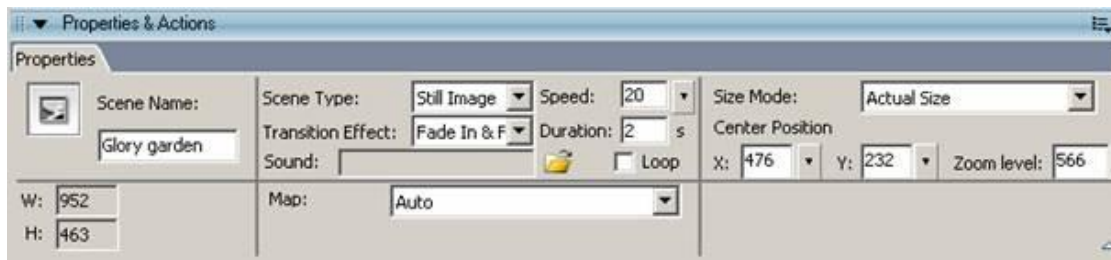 Properties & Actions
Properties
Scene Name:
Glory garden
Scene Type: Still Image Speed: 20
Transition Effect: Fade In & F Duration: 2 s
Sound: Loop
Size Mode: Actual Size
Center Position
X: 476 Y: 232 Zoom level: 566
W: 952
H: 463
Map: Auto